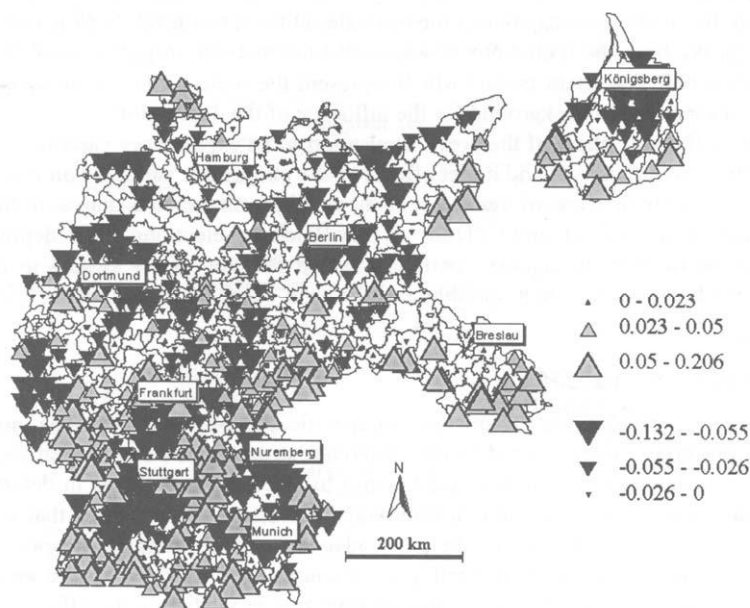 Königsberg
Hamburg
Berlin
Dortmund
Breslau
Frankfurt
Nuremberg
Stuttgart
Munich
N
200 km
0 - 0.023
0.023 - 0.05
0.05 - 0.206
-0.132 - -0.055
-0.055 - -0.026
-0.026 - 0